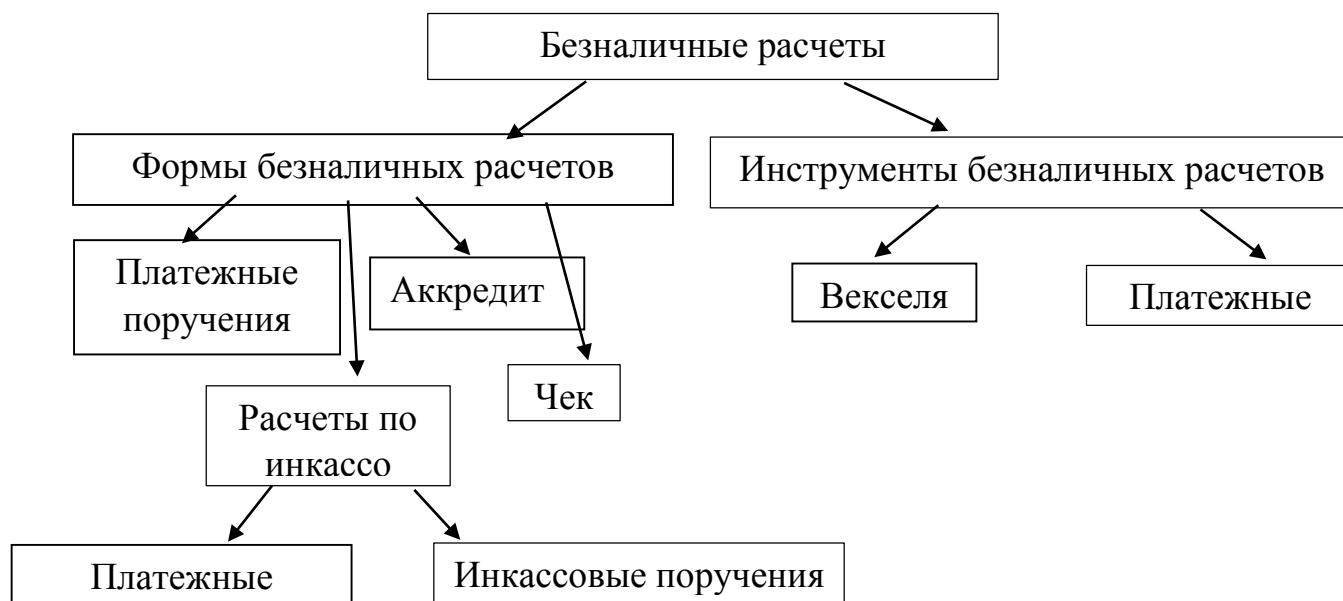 Безналичные расчеты
Формы безналичных расчетов
Инструменты безналичных расчетов
Платежные
поручения
Аккредит
Векселя
Платежные
Чек
Расчеты по
инкассо
Платежные
Инкассовые поручения